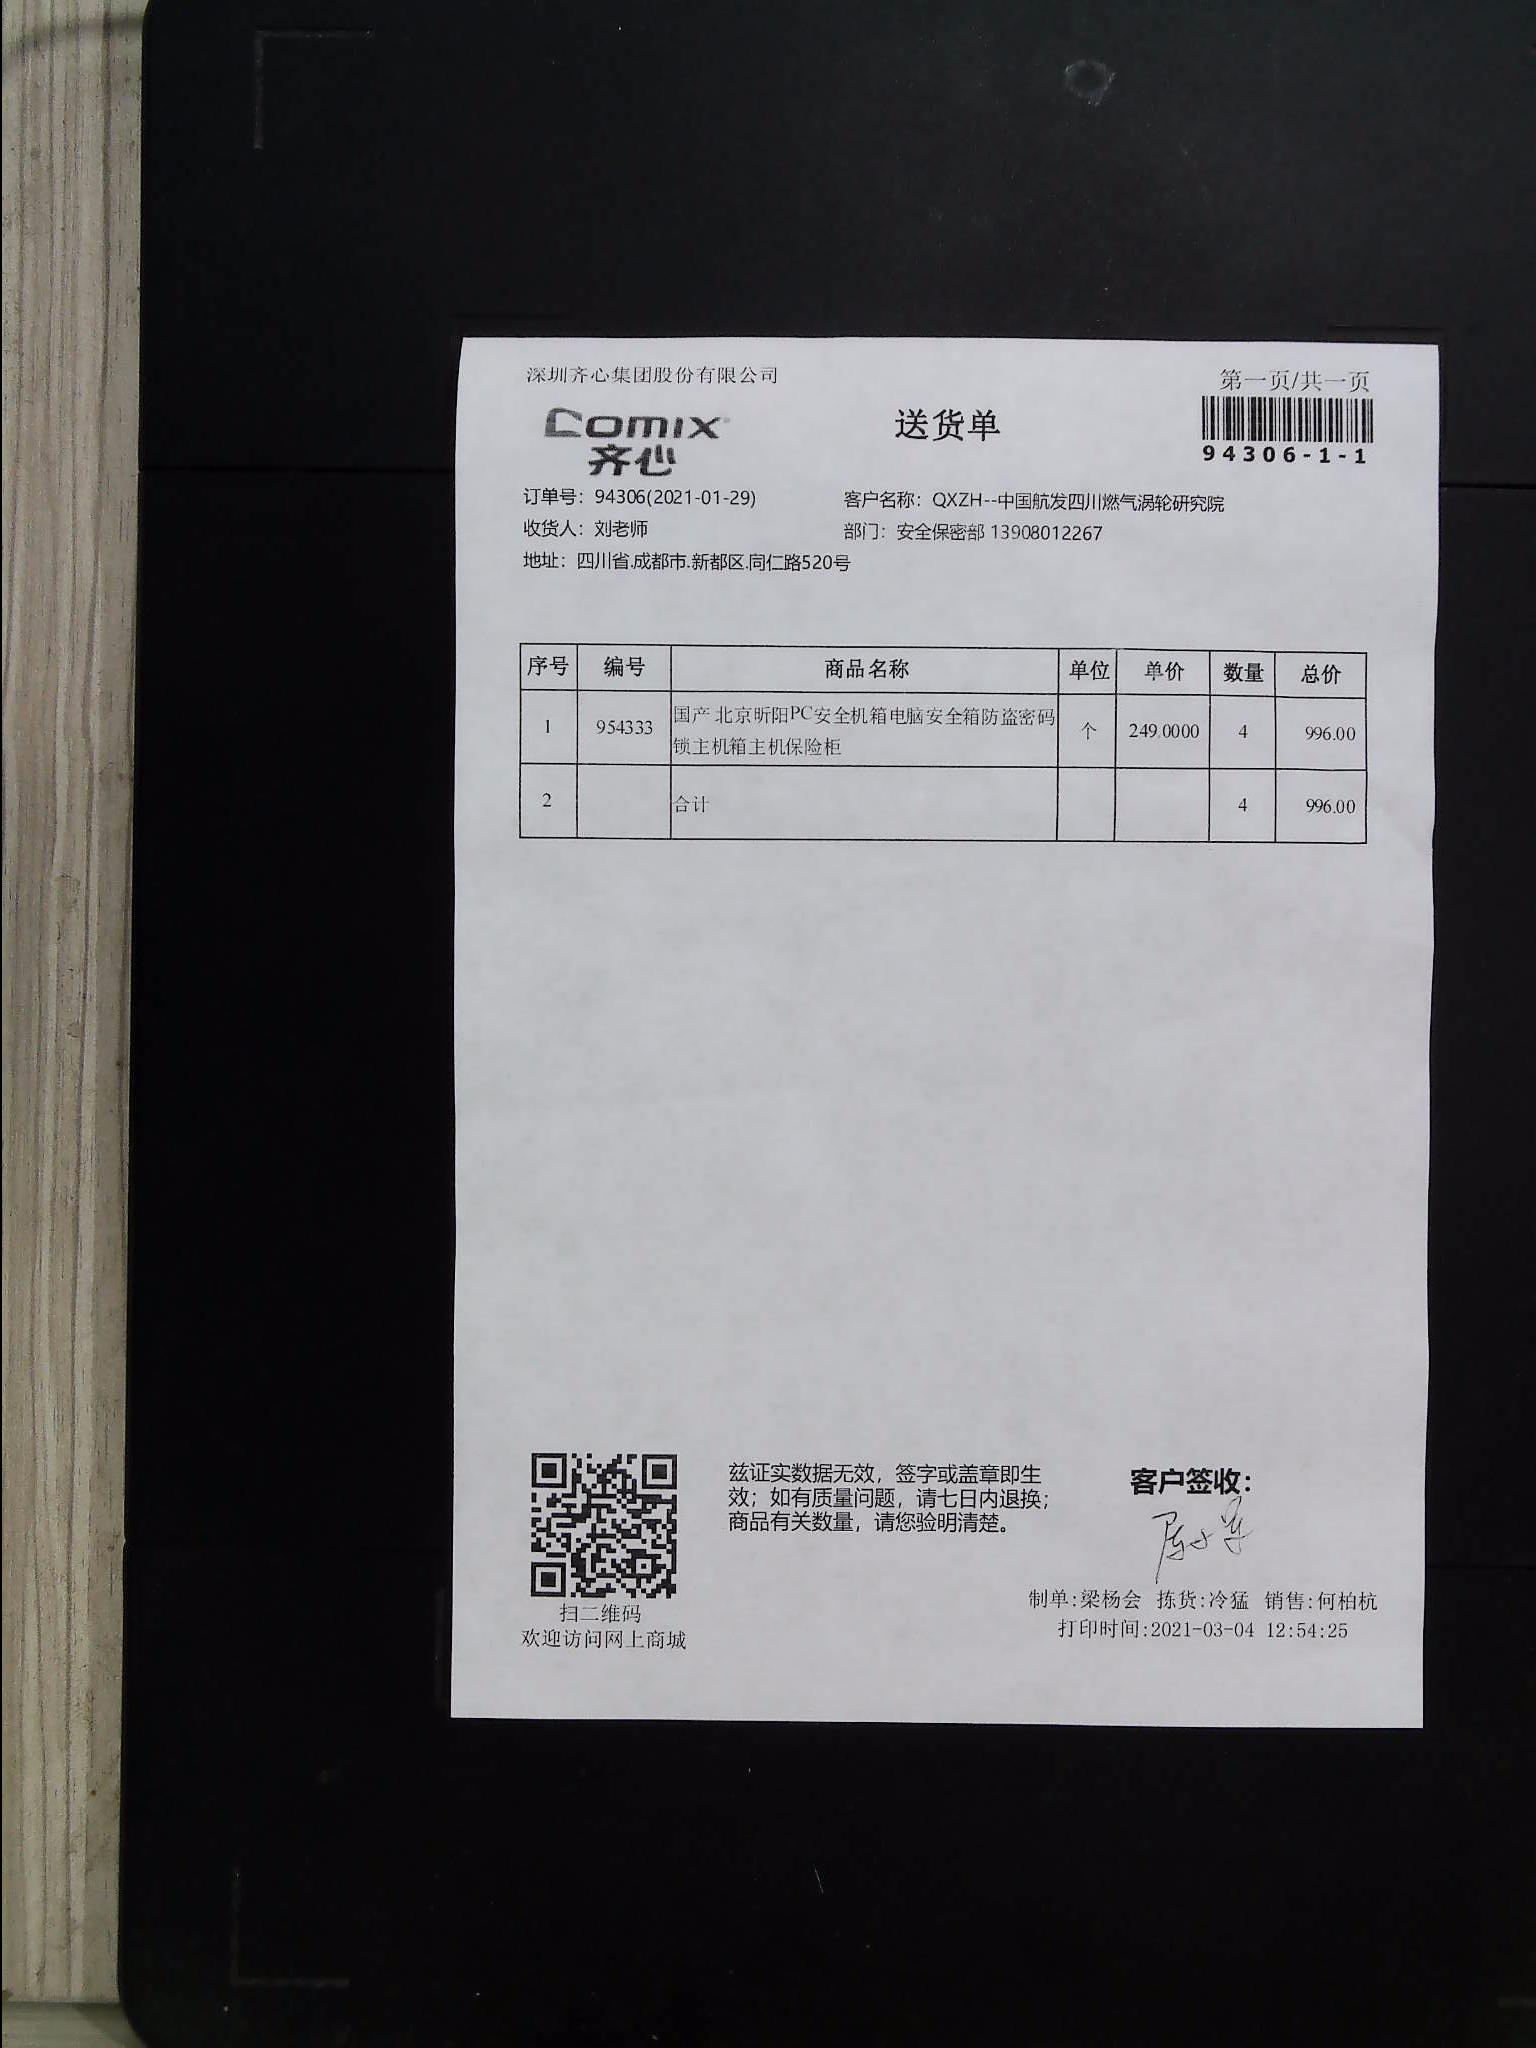 深圳齐心集团股份有限公司
第一页/共一页
Comix
齐心
送货单
94306-1-1
订单号：94306(2021-01-29)
客户名称：QXZH--中国航发四川燃气涡轮研究院
收货人：刘老师
部门：安全保密部 13908012267
地址：四川省.成都市.新都区.同仁路520号
序号 编号 商品名称 单位 单价 数量 总价
1 954333 国产 北京昕阳PC安全机箱电脑安全箱防盗密码 个 249.0000 4 996.00
锁主机箱主机保险柜
2 合计 4 996.00
兹证实数据无效，签字或盖章即生
效；如有质量问题，请七日内退换；
商品有关数量，请您验明清楚。
客户签收：
扫二维码
欢迎访问网上商城
制单:梁杨会 拣货:冷猛 销售:何柏杭
打印时间:2021-03-04 12:54:25